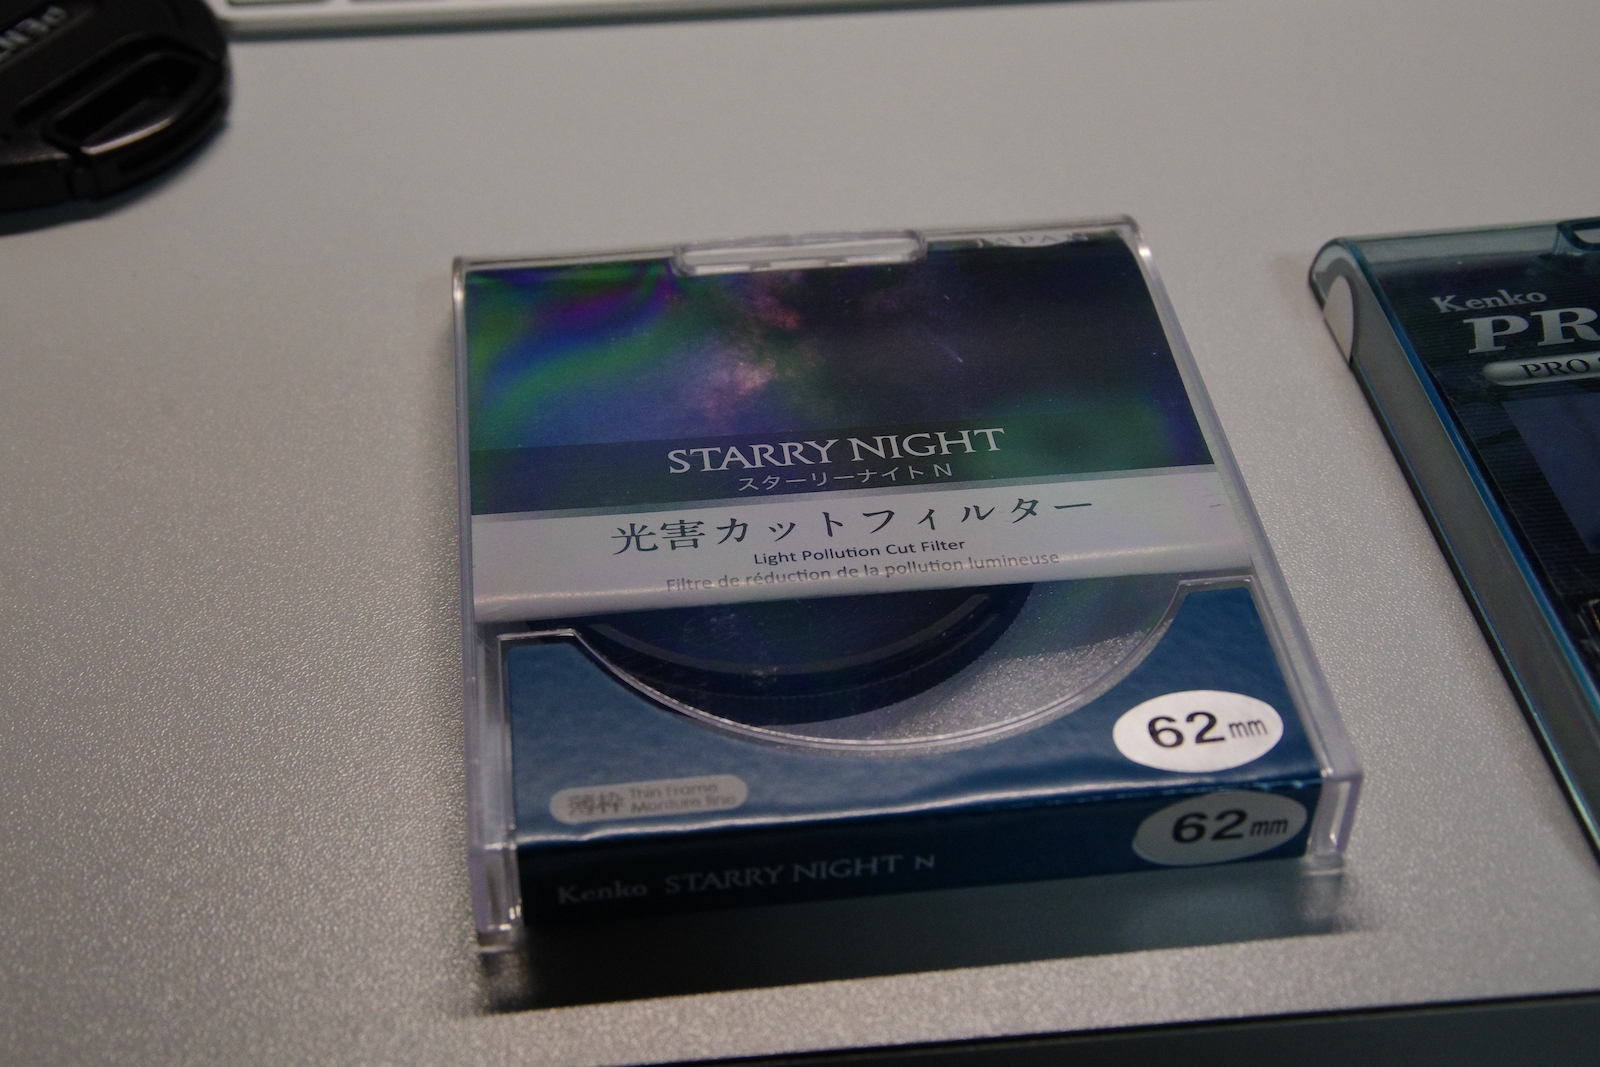 JAPAN
STARRY NIGHT
スターリーナイト N
光害カットフィルター
Light Pollution Cut Filter
Filtre de réduction de la pollution lumineuse
62mm
薄枠 Thin Frame
Monture fine
62mm
Kenko STARRY NIGHT N
Kenko
PR
PRO